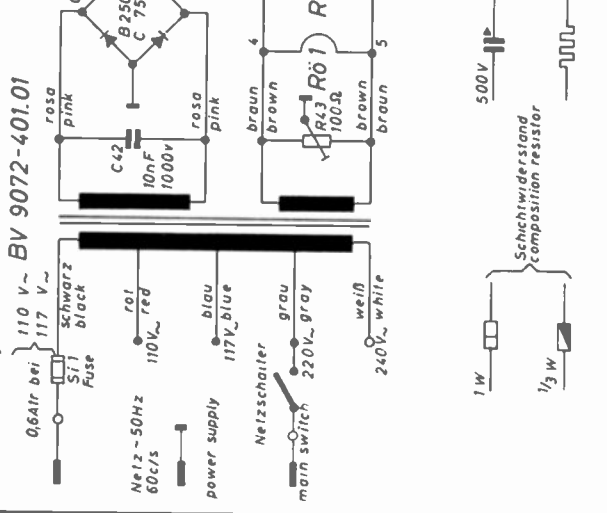 BV 9072-401.01
110 V~
117 V~
0,6Atr bei
Si 1
Fuse
schwarz
black
rot
red
110V~
blau
blue
117V~
grau
gray
220V~
weiß
white
240V~
Netz ~50Hz
60c/s
power supply
Netzschalter
main switch
rosa
pink
C42
10nF
1000v
rosa
pink
B250
C 75
braun
brown
R43
100Ω
brown
braun
4
5
Rö 1
R
500V
Schichtwiderstand
composition resistor
1W
1/3 W